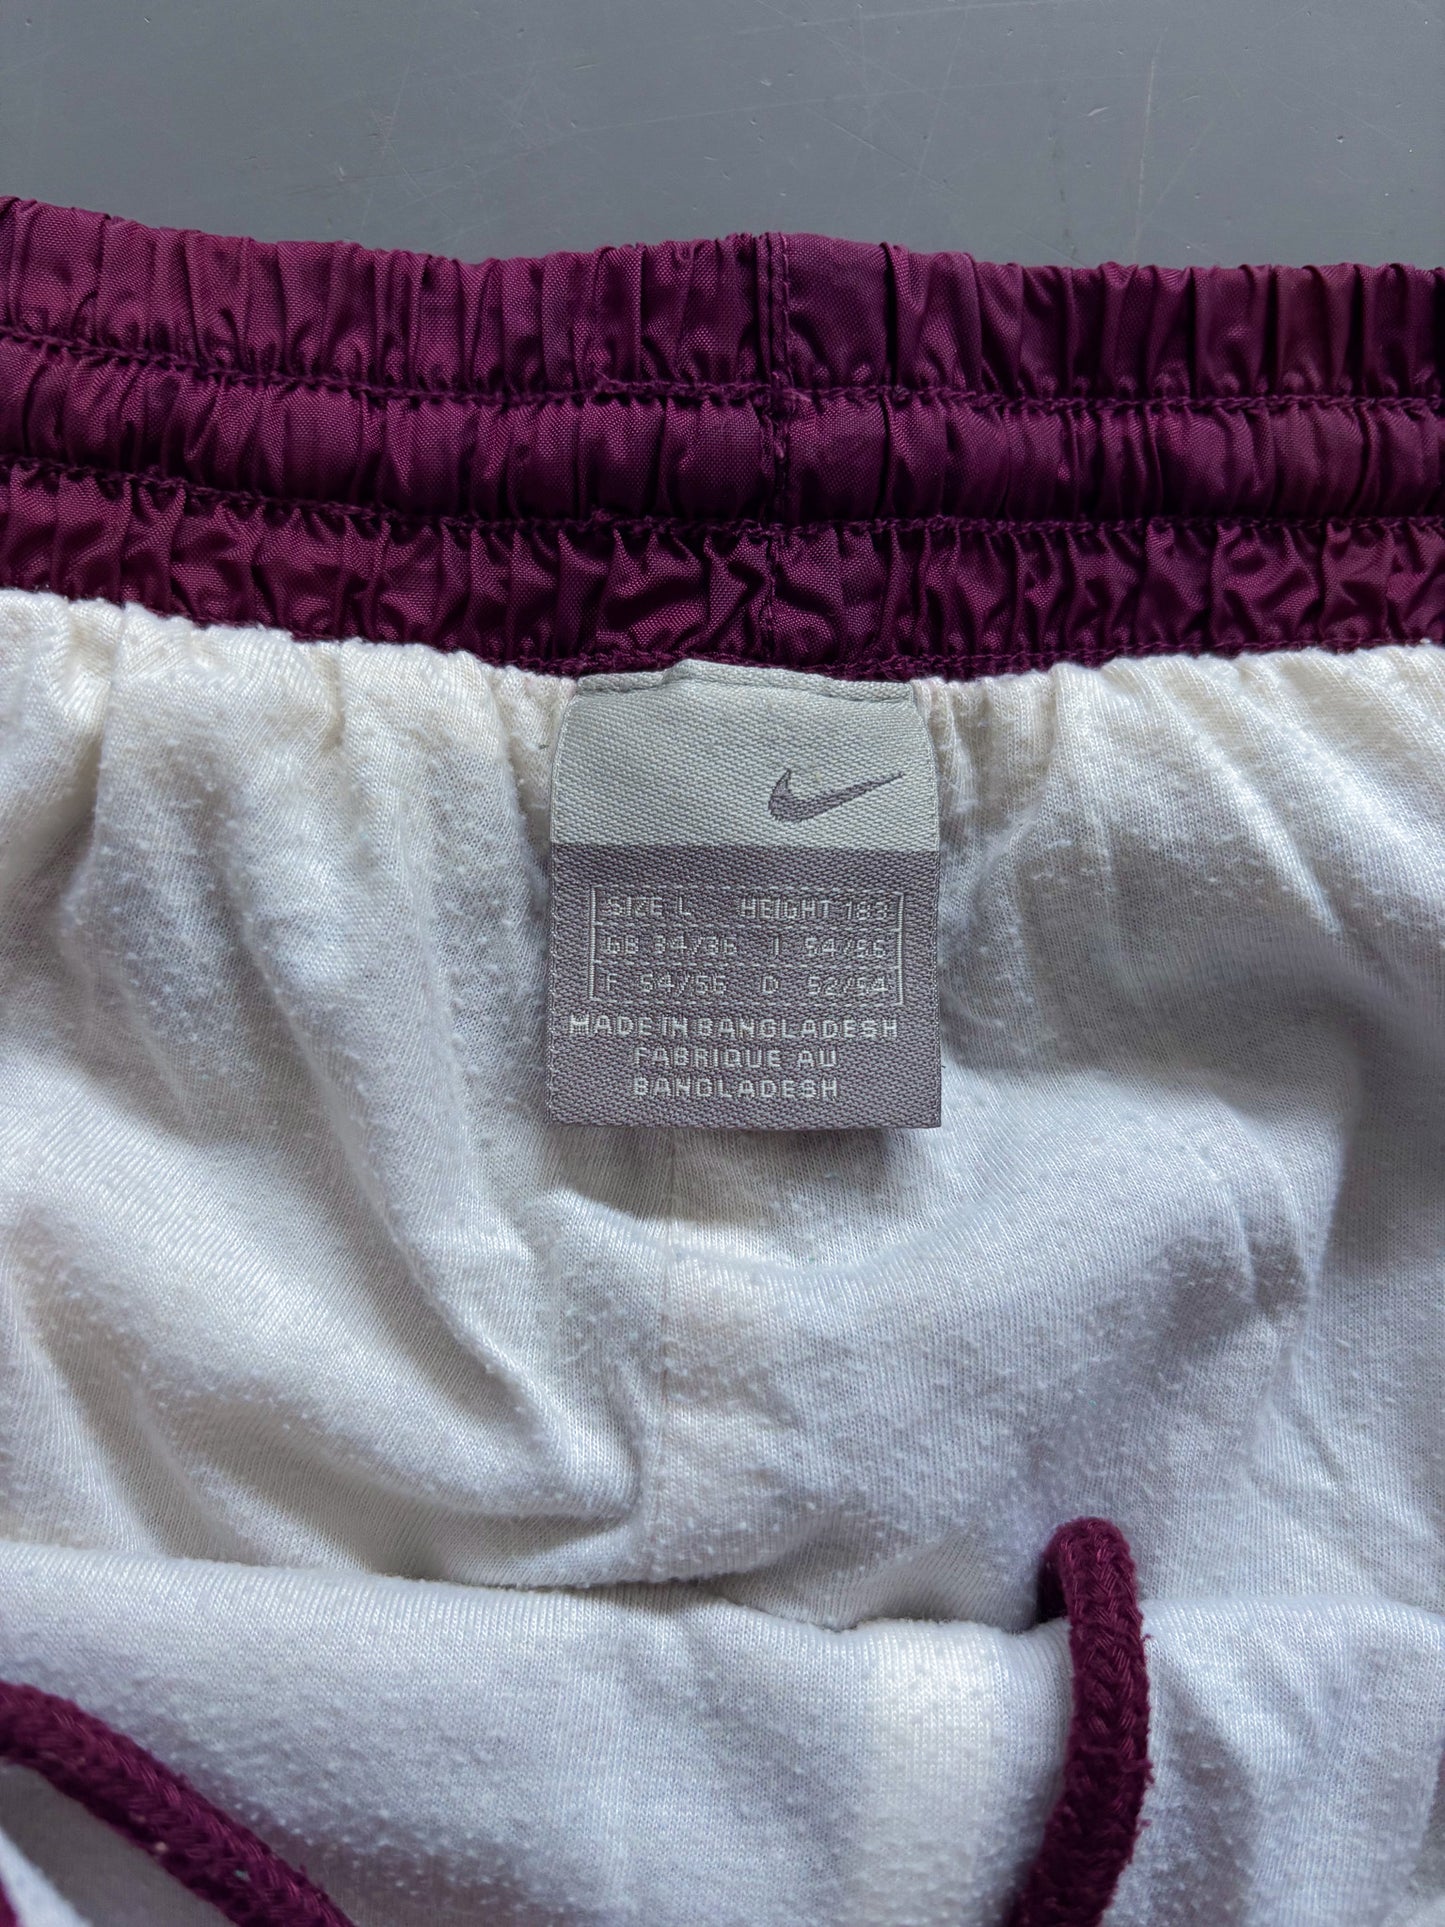 SIZE L HEIGHT 183
GB 34/36 I 54/56
F 54/56 D 52/54
MADE IN BANGLADESH
FABRIQUE AU
BANGLADESH